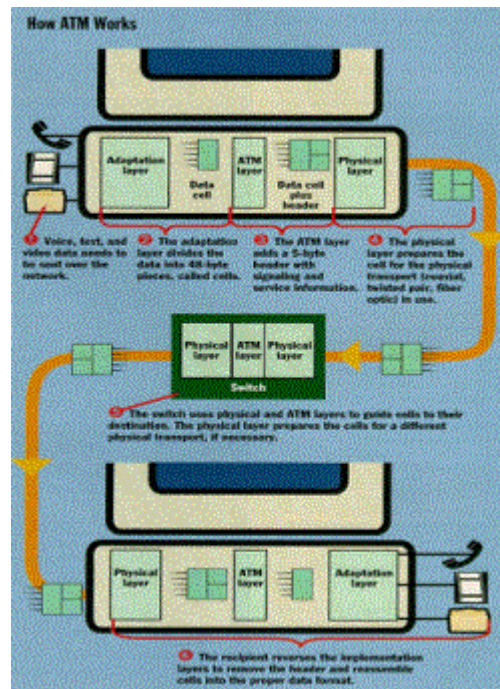 How ATM Works
Adaptation
layer
Data
cell
ATM
layer
Data cell
plus
header
Physical
layer
1 Voice, text, and
video data needs to
be sent over the
network.
2 The adaptation
layer divides the
data into 48-byte
pieces, called cells.
3 The ATM layer
adds a 5-byte
header with
signaling and
service information.
4 The physical
layer prepares the
cell for the physical
transport (coaxial,
twisted pair, fiber
optic) in use.
Physical
layer
ATM
layer
Physical
layer
Switch
5 The switch uses physical and ATM layers to guide cells to their
destination. The physical layer prepares the cells for a different
physical transport, if necessary.
Physical
layer
ATM
layer
Adaptation
layer
6 The recipient reverses the implementation
layers to remove the header and reassemble
cells into the proper data format.